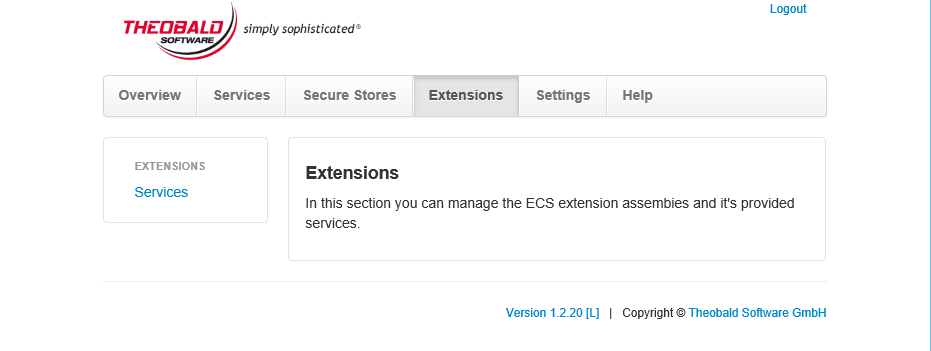 Logout
THEOBALD
SOFTWARE
simply sophisticated®
Overview Services Secure Stores Extensions Settings Help
EXTENSIONS
Services
Extensions
In this section you can manage the ECS extension assembies and it's provided
services.
Version 1.2.20 [L] | Copyright © Theobald Software GmbH